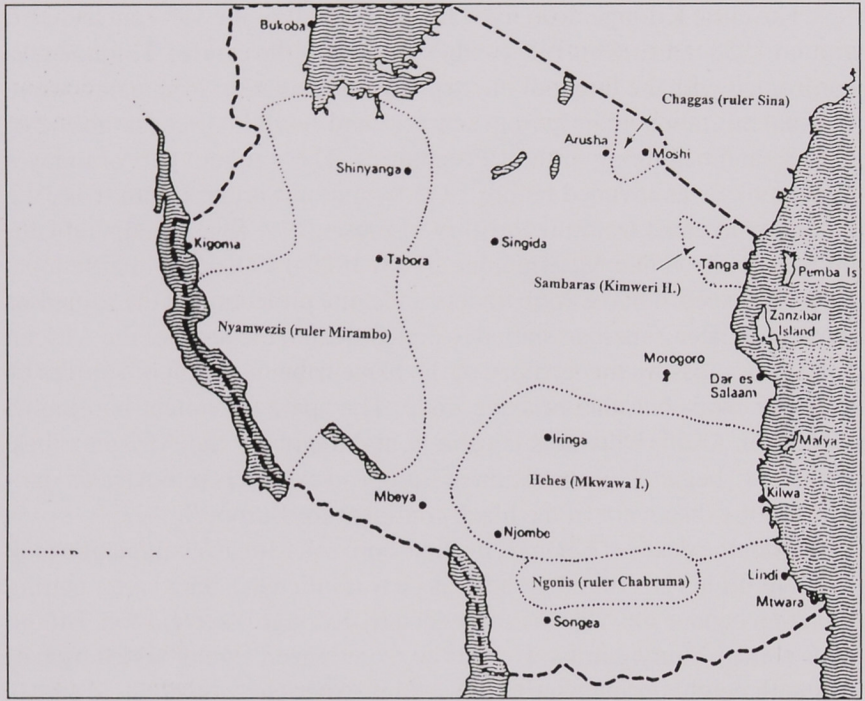 Bukoba
Chaggas (ruler Sina)
Arusha
Moshi
Shinyanga
Kigoma
Singida
Tabora
Tanga
Pemba Is
Sambaras (Kimweri II.)
Zanzibar
Island
Nyamwezis (ruler Mirambo)
Morogoro
Dar es
Salaam
Iringa
Mafya
Hehes (Mkwawa I.)
Mbeya
Kilwa
Njombe
Ngonis (ruler Chabruma)
Lindi
Mtwara
Songea